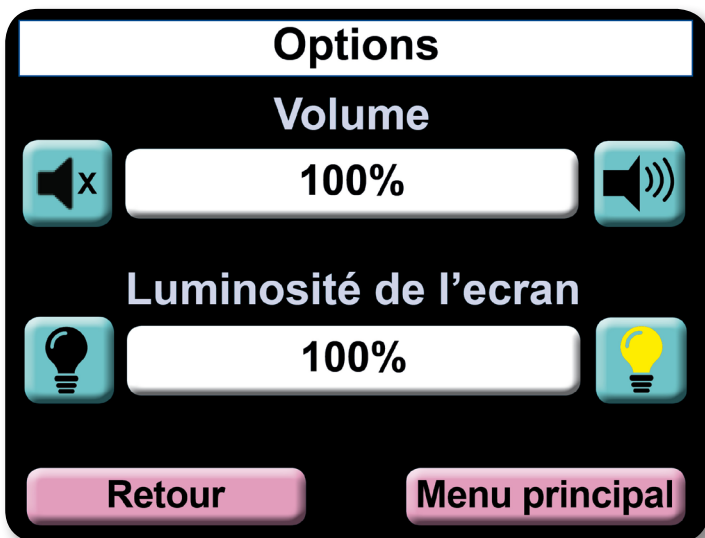 Options
Volume
x 100%
Luminosité de l’ecran
100%
Retour Menu principal